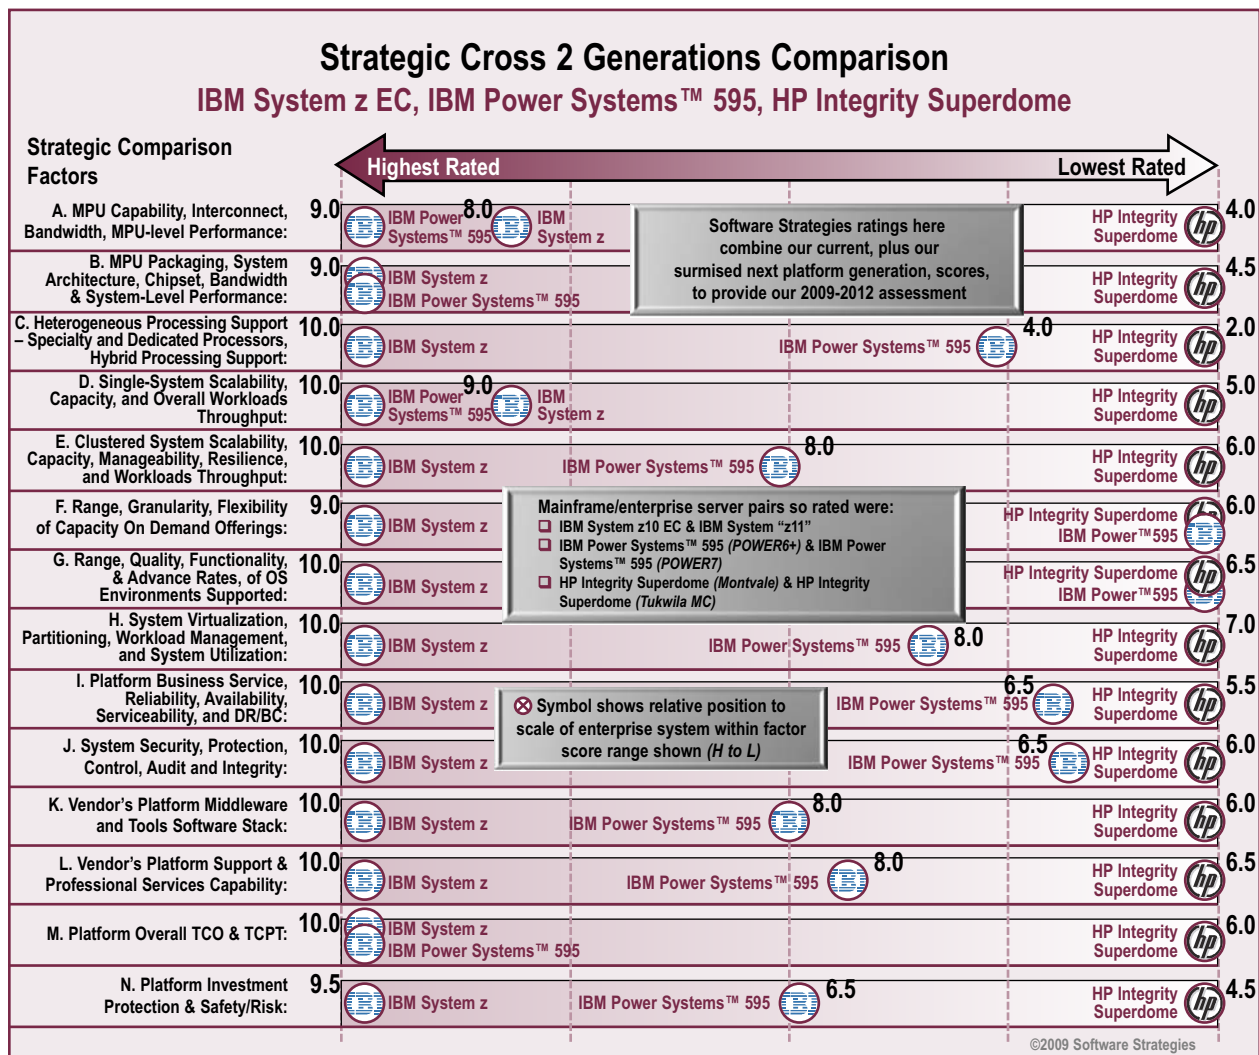 Strategic Cross 2 Generations Comparison
IBM System z EC, IBM Power Systems™ 595, HP Integrity Superdome
Strategic Comparison
Factors
Highest Rated
Lowest Rated
A. MPU Capability, Interconnect,
Bandwidth, MPU-level Performance:
9.0
IBM Power
Systems™ 595
8.0
IBM
System z
HP Integrity
Superdome
hp
4.0
Software Strategies ratings here
combine our current, plus our
surmised next platform generation, scores,
to provide our 2009-2012 assessment
B. MPU Packaging, System
Architecture, Chipset, Bandwidth
& System-Level Performance:
9.0
IBM System z
IBM Power Systems™ 595
HP Integrity
Superdome
hp
4.5
C. Heterogeneous Processing Support
– Specialty and Dedicated Processors,
Hybrid Processing Support:
10.0
IBM System z
IBM Power Systems™ 595
4.0
HP Integrity
Superdome
hp
2.0
D. Single-System Scalability,
Capacity, and Overall Workloads
Throughput:
10.0
IBM Power
Systems™ 595
9.0
IBM
System z
HP Integrity
Superdome
hp
5.0
E. Clustered System Scalability,
Capacity, Manageability, Resilience,
and Workloads Throughput:
10.0
IBM System z
IBM Power Systems™ 595
8.0
HP Integrity
Superdome
hp
6.0
F. Range, Granularity, Flexibility
of Capacity On Demand Offerings:
9.0
IBM System z
HP Integrity Superdome
IBM Power™595
6.0
Mainframe/enterprise server pairs so rated were:
❑ IBM System z10 EC & IBM System “z11”
❑ IBM Power Systems™ 595 (POWER6+) & IBM Power
Systems™ 595 (POWER7)
❑ HP Integrity Superdome (Montvale) & HP Integrity
Superdome (Tukwila MC)
G. Range, Quality, Functionality,
& Advance Rates, of OS
Environments Supported:
10.0
IBM System z
HP Integrity Superdome
hp
IBM Power™595
6.5
H. System Virtualization,
Partitioning, Workload Management,
and System Utilization:
10.0
IBM System z
IBM Power Systems™ 595
8.0
HP Integrity
Superdome
hp
7.0
I. Platform Business Service,
Reliability, Availability,
Serviceability, and DR/BC:
10.0
IBM System z
IBM Power Systems™ 595
6.5
HP Integrity
Superdome
hp
5.5
⊗ Symbol shows relative position to
scale of enterprise system within factor
score range shown (H to L)
J. System Security, Protection,
Control, Audit and Integrity:
10.0
IBM System z
IBM Power Systems™ 595
6.5
HP Integrity
Superdome
hp
6.0
K. Vendor’s Platform Middleware
and Tools Software Stack:
10.0
IBM System z
IBM Power Systems™ 595
8.0
HP Integrity
Superdome
hp
6.0
L. Vendor’s Platform Support &
Professional Services Capability:
10.0
IBM System z
IBM Power Systems™ 595
8.0
HP Integrity
Superdome
hp
6.5
M. Platform Overall TCO & TCPT:
10.0
IBM System z
IBM Power Systems™ 595
HP Integrity
Superdome
hp
6.0
N. Platform Investment
Protection & Safety/Risk:
9.5
IBM System z
IBM Power Systems™ 595
6.5
HP Integrity
Superdome
hp
4.5
©2009 Software Strategies